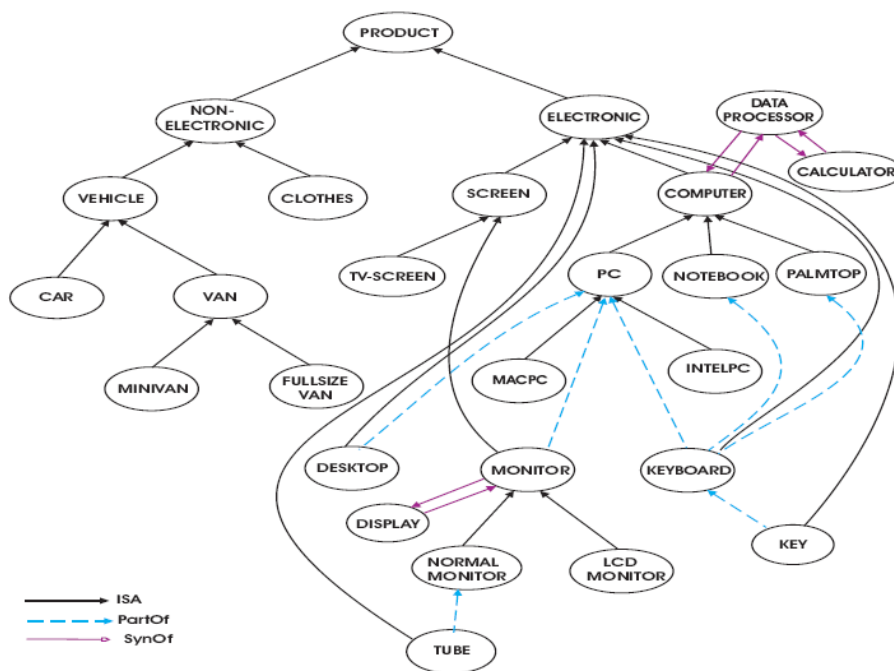 PRODUCT
NON-
ELECTRONIC
ELECTRONIC
DATA
PROCESSOR
CALCULATOR
VEHICLE
CLOTHES
SCREEN
COMPUTER
CAR
VAN
TV-SCREEN
PC
NOTEBOOK
PALMTOP
MINIVAN
FULLSIZE
VAN
MACPC
INTELPC
DESKTOP
MONITOR
KEYBOARD
DISPLAY
KEY
NORMAL
MONITOR
LCD
MONITOR
TUBE
ISA
PartOf
SynOf